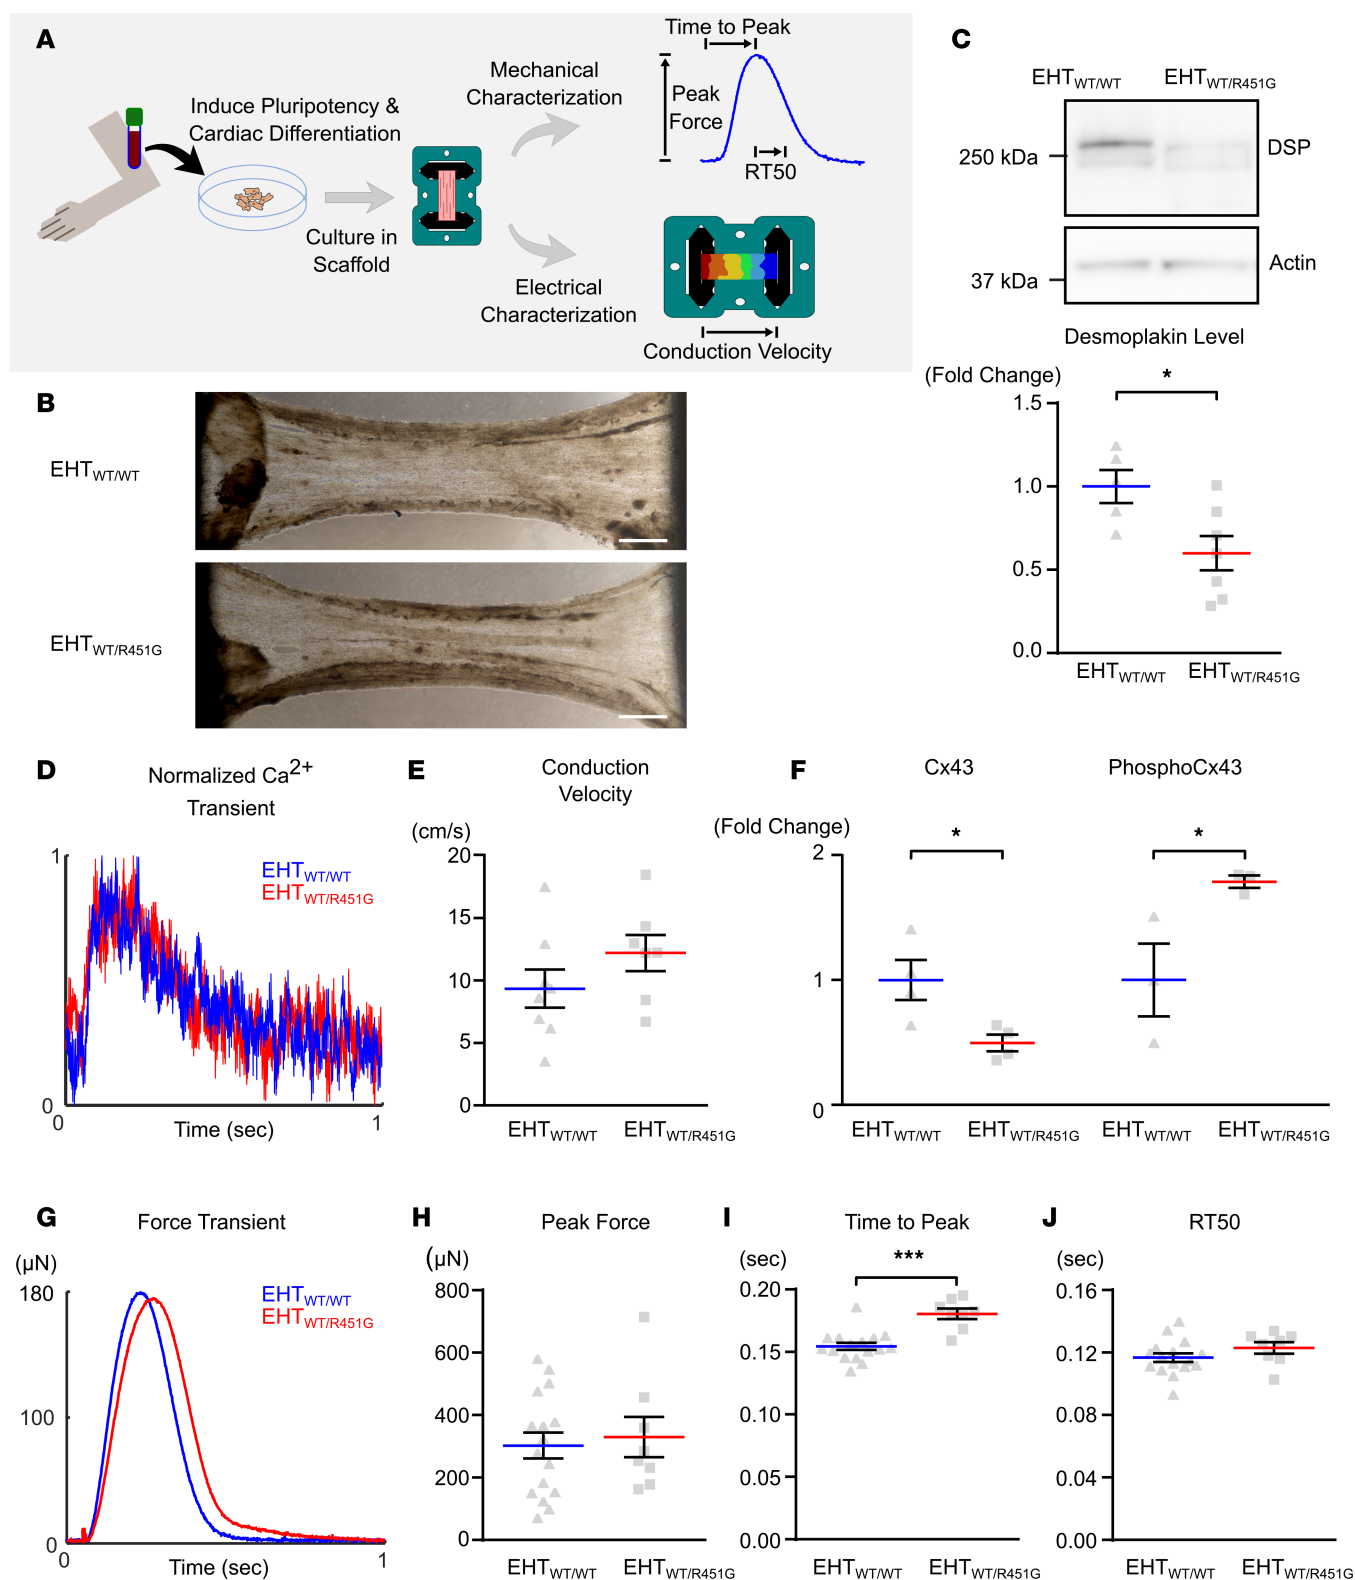 A
Induce Pluripotency &
Cardiac Differentiation
Culture in
Scaffold
Mechanical
Characterization
Electrical
Characterization
Time to Peak
Peak
Force
RT50
Conduction Velocity
B
EHTWT/WT
EHTWT/R451G
C
EHTWT/WT
EHTWT/R451G
250 kDa
DSP
37 kDa
Actin
Desmoplakin Level
(Fold Change)
*
1.5
1.0
0.5
0.0
EHTWT/WT
EHTWT/R451G
D
Normalized Ca2+
Transient
1
EHTWT/WT
EHTWT/R451G
0
0
Time (sec)
1
E
Conduction
Velocity
(cm/s)
20
15
10
5
0
EHTWT/WT
EHTWT/R451G
F
Cx43
PhosphoCx43
(Fold Change)
*
*
2
1
0
EHTWT/WT
EHTWT/R451G
EHTWT/WT
EHTWT/R451G
G
Force Transient
(µN)
180
EHTWT/WT
EHTWT/R451G
100
0
0
Time (sec)
1
H
Peak Force
(µN)
800
600
400
200
0
EHTWT/WT
EHTWT/R451G
I
Time to Peak
(sec)
***
0.20
0.15
0.10
0.05
0.00
EHTWT/WT
EHTWT/R451G
J
RT50
(sec)
0.16
0.12
0.08
0.04
0.00
EHTWT/WT
EHTWT/R451G